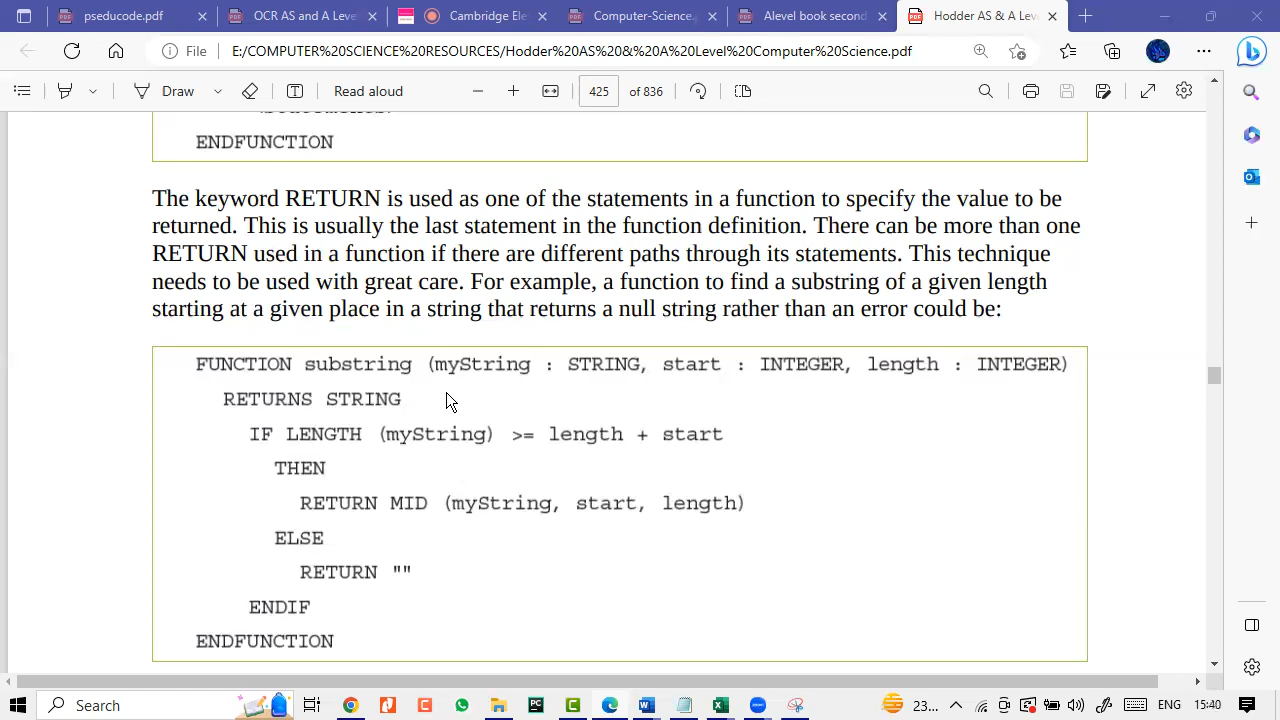 pseducode.pdf
OCR AS and A Leve
Cambridge Ele
Computer-Science.
Alevel book second
Hodder AS & A Lev
File E:/COMPUTER%20SCIENCE%20RESOURCES/Hodder%20AS%20&%20A%20Level%20Computer%20Science.pdf
Draw
Read aloud
425 of 836
ENDFUNCTION
The keyword RETURN is used as one of the statements in a function to specify the value to be
returned. This is usually the last statement in the function definition. There can be more than one
RETURN used in a function if there are different paths through its statements. This technique
needs to be used with great care. For example, a function to find a substring of a given length
starting at a given place in a string that returns a null string rather than an error could be:
FUNCTION substring (myString : STRING, start : INTEGER, length : INTEGER)
RETURNS STRING
IF LENGTH (myString) >= length + start
THEN
RETURN MID (myString, start, length)
ELSE
RETURN ""
ENDIF
ENDFUNCTION
Search
23...
ENG
15:40